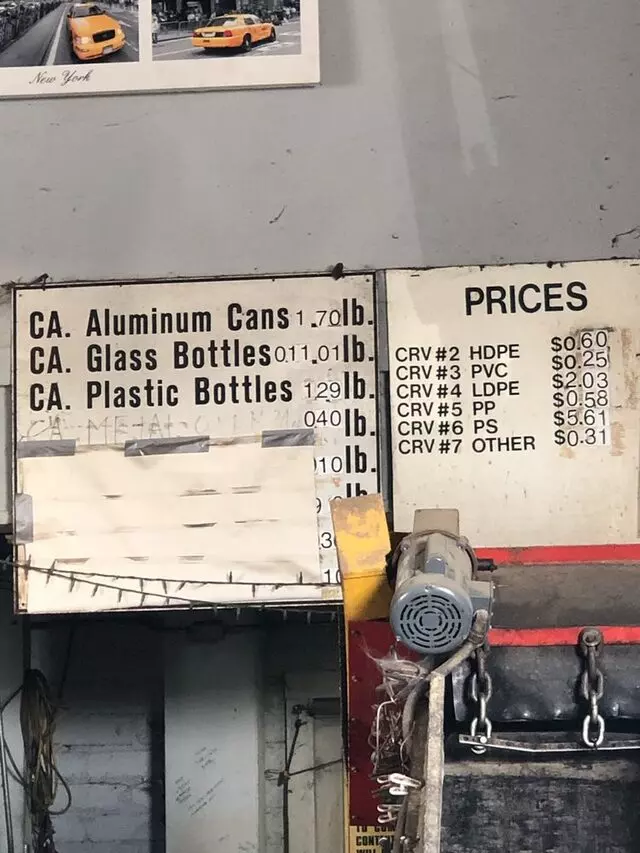 New York
CA. Aluminum Cans 1.70 lb.
CA. Glass Bottles 0.11.01 lb.
CA. Plastic Bottles 1.29 lb.
040 lb.
10 lb.
lb
PRICES
CRV#2 HDPE $0.60
CRV#3 PVC $0.25
CRV#4 LDPE $2.03
CRV#5 PP $0.58
CRV#6 PS $5.61
CRV#7 OTHER $0.31